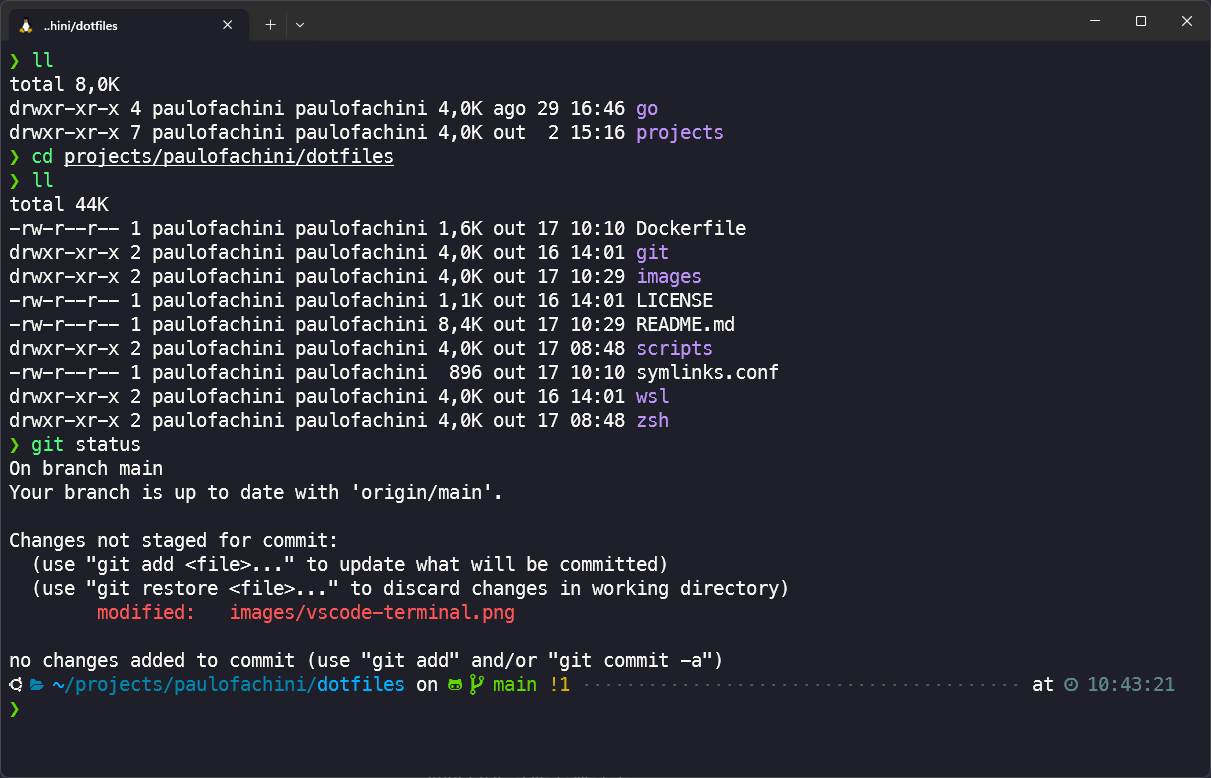 ..hini/dotfiles
❯ ll
total 8,0K
drwxr-xr-x 4 paulofachini paulofachini 4,0K ago 29 16:46 go
drwxr-xr-x 7 paulofachini paulofachini 4,0K out  2 15:16 projects
❯ cd projects/paulofachini/dotfiles
❯ ll
total 44K
-rw-r--r-- 1 paulofachini paulofachini 1,6K out 17 10:10 Dockerfile
drwxr-xr-x 2 paulofachini paulofachini 4,0K out 16 14:01 git
drwxr-xr-x 2 paulofachini paulofachini 4,0K out 17 10:29 images
-rw-r--r-- 1 paulofachini paulofachini 1,1K out 16 14:01 LICENSE
-rw-r--r-- 1 paulofachini paulofachini 8,4K out 17 10:29 README.md
drwxr-xr-x 2 paulofachini paulofachini 4,0K out 17 08:48 scripts
-rw-r--r-- 1 paulofachini paulofachini  896 out 17 10:10 symlinks.conf
drwxr-xr-x 2 paulofachini paulofachini 4,0K out 16 14:01 wsl
drwxr-xr-x 2 paulofachini paulofachini 4,0K out 17 08:48 zsh
❯ git status
On branch main
Your branch is up to date with 'origin/main'.

Changes not staged for commit:
  (use "git add <file>..." to update what will be committed)
  (use "git restore <file>..." to discard changes in working directory)
        modified:   images/vscode-terminal.png

no changes added to commit (use "git add" and/or "git commit -a")
~/projects/paulofachini/dotfiles on main !1 at 10:43:21
❯